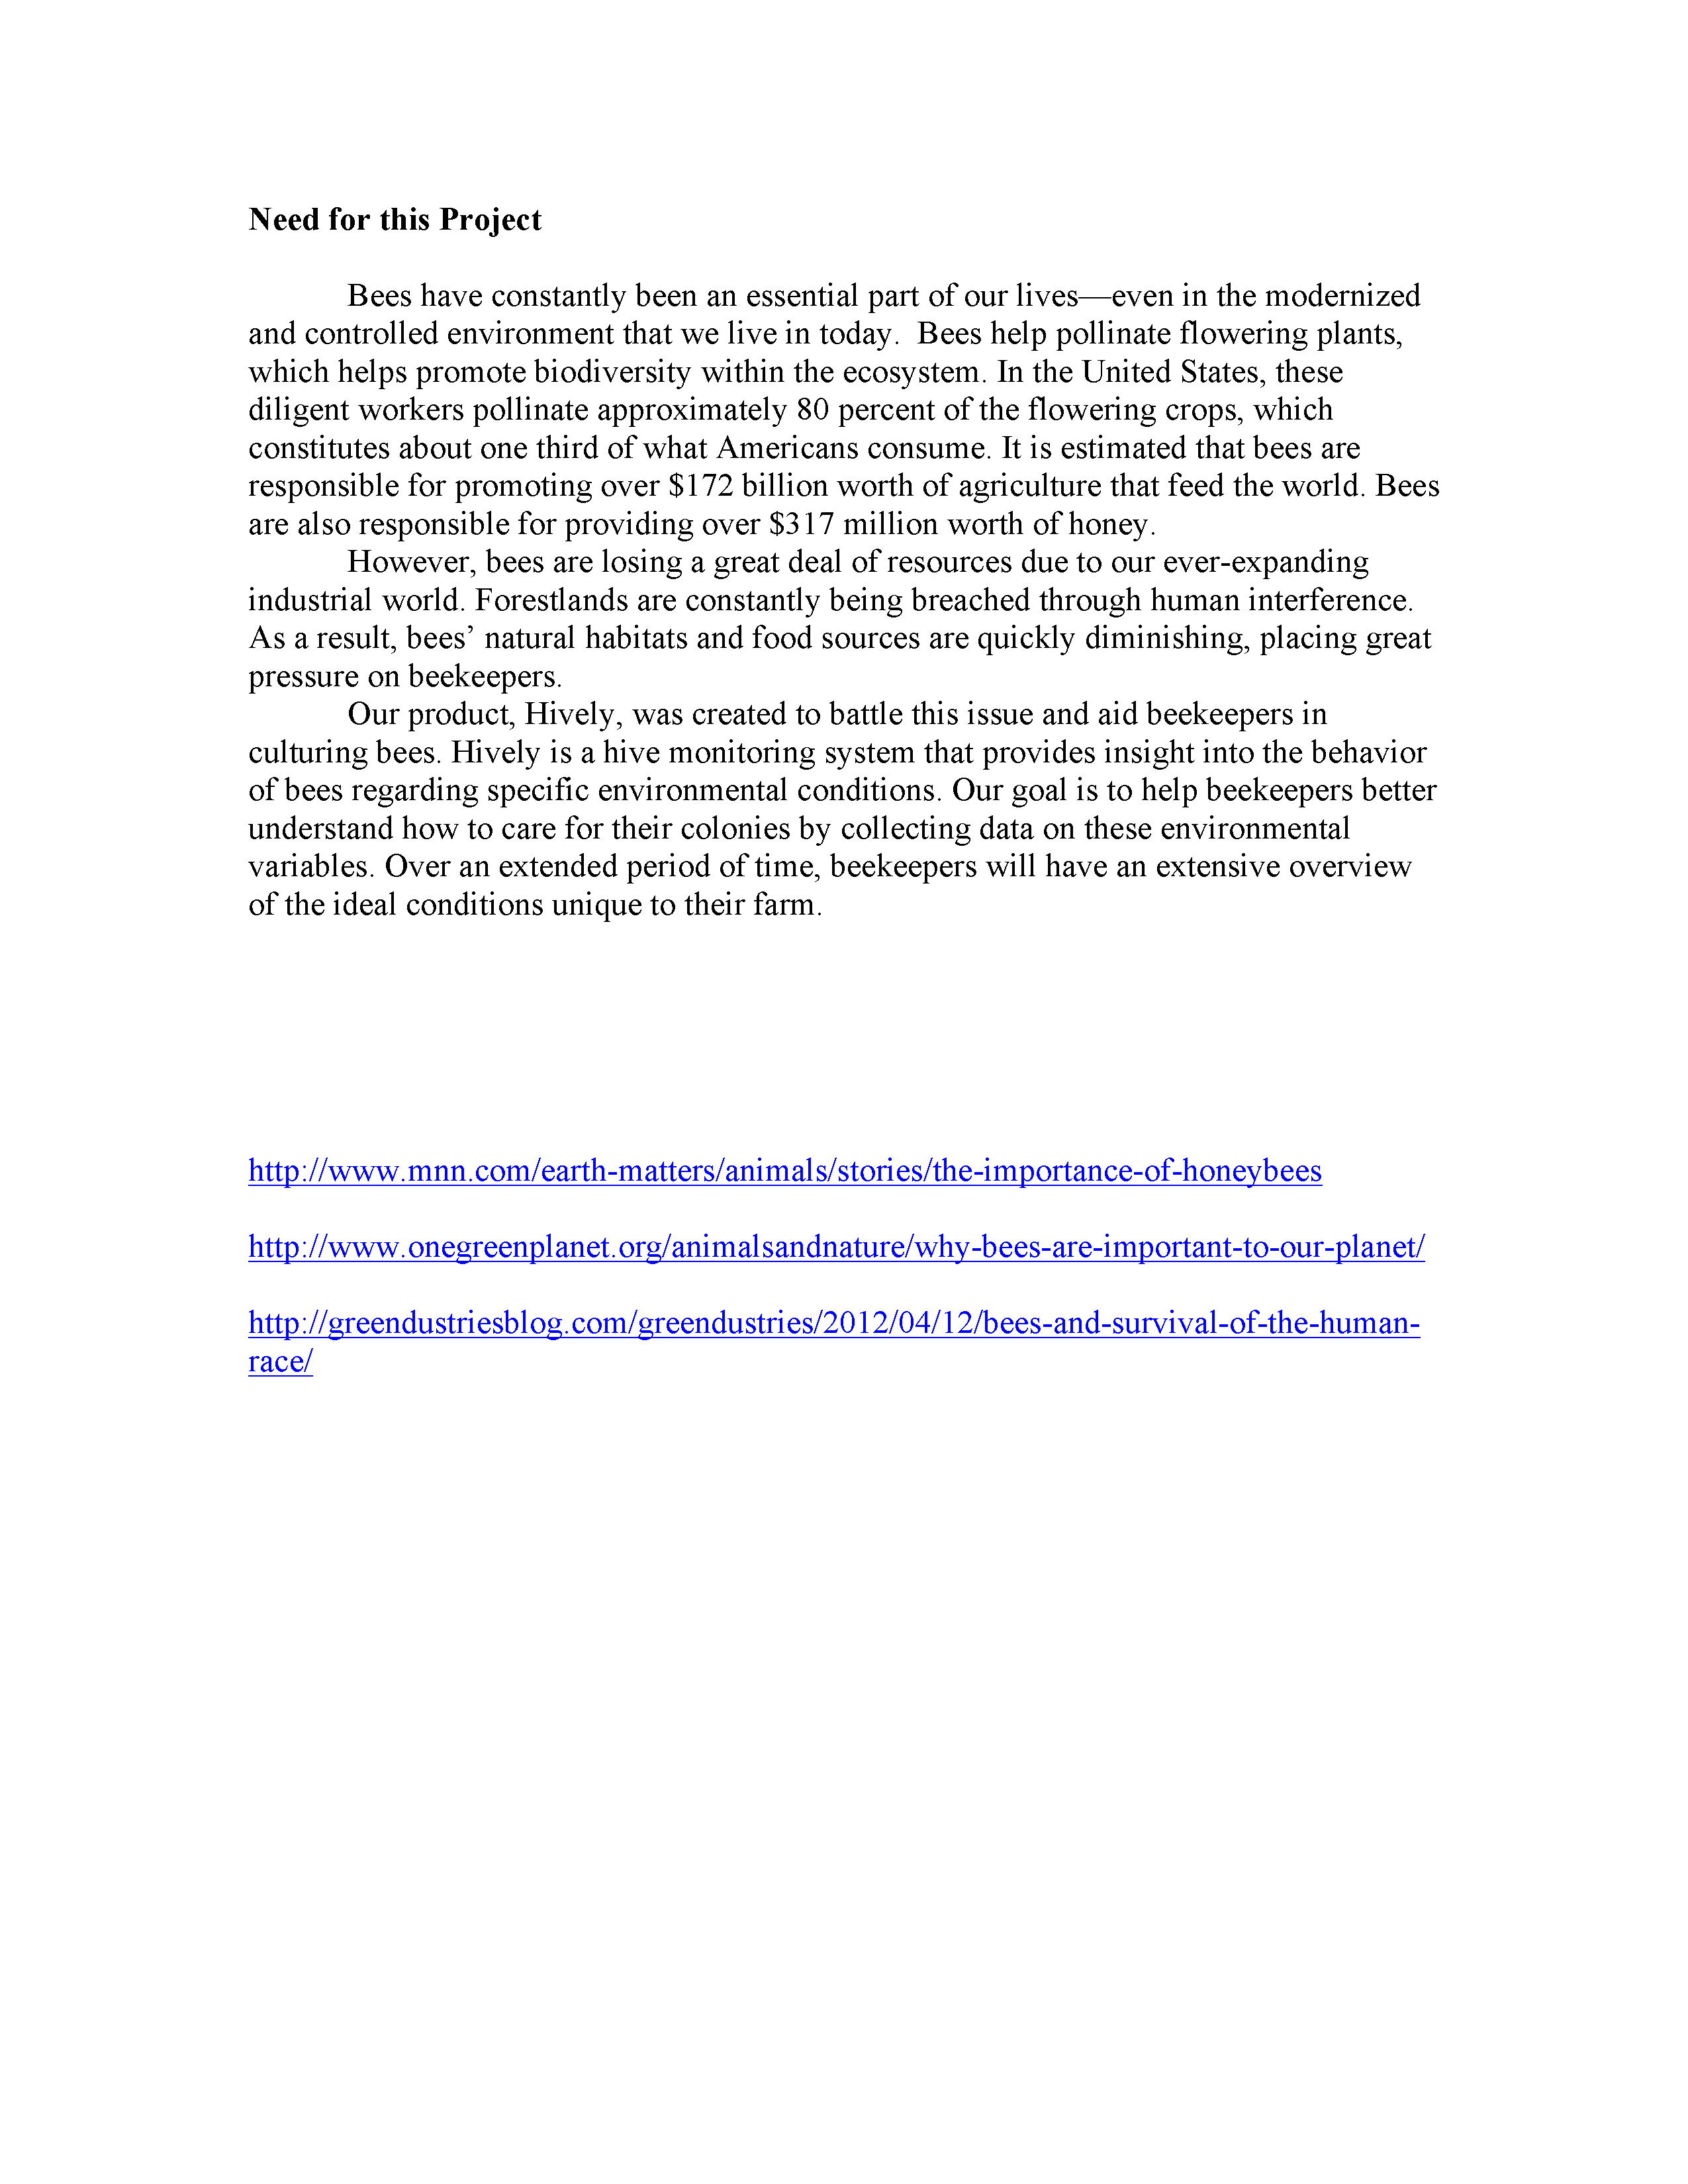 Need for this Project
Bees have constantly been an essential part of our lives—even in the modernized
and controlled environment that we live in today.  Bees help pollinate flowering plants,
which helps promote biodiversity within the ecosystem. In the United States, these
diligent workers pollinate approximately 80 percent of the flowering crops, which
constitutes about one third of what Americans consume. It is estimated that bees are
responsible for promoting over $172 billion worth of agriculture that feed the world. Bees
are also responsible for providing over $317 million worth of honey.
However, bees are losing a great deal of resources due to our ever-expanding
industrial world. Forestlands are constantly being breached through human interference.
As a result, bees’ natural habitats and food sources are quickly diminishing, placing great
pressure on beekeepers.
Our product, Hively, was created to battle this issue and aid beekeepers in
culturing bees. Hively is a hive monitoring system that provides insight into the behavior
of bees regarding specific environmental conditions. Our goal is to help beekeepers better
understand how to care for their colonies by collecting data on these environmental
variables. Over an extended period of time, beekeepers will have an extensive overview
of the ideal conditions unique to their farm.
http://www.mnn.com/earth-matters/animals/stories/the-importance-of-honeybees
http://www.onegreenplanet.org/animalsandnature/why-bees-are-important-to-our-planet/
http://greendustriesblog.com/greendustries/2012/04/12/bees-and-survival-of-the-human-
race/